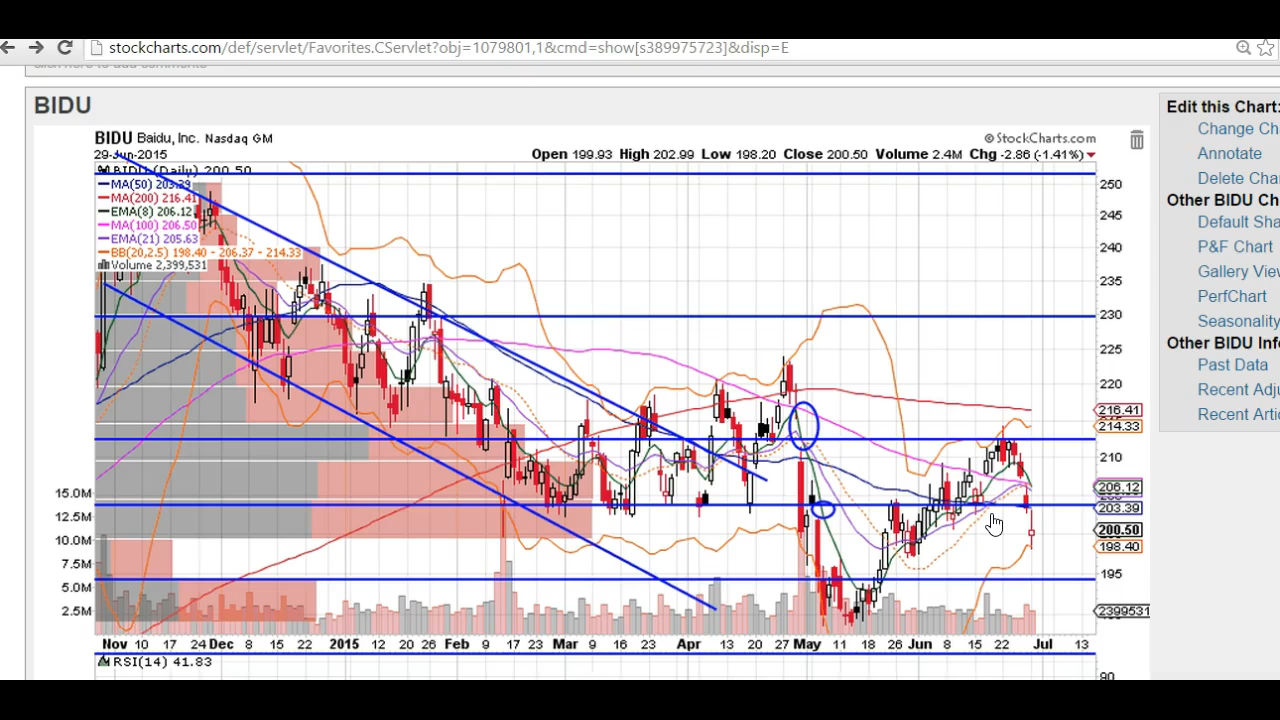 stockcharts.com/def/servlet/Favorites.CServlet?obj=1079801,1&cmd=show[s389975723]&disp=E
BIDU
BIDU Baidu, Inc. Nasdaq GM
© StockCharts.com
29-Jun-2015
Open 199.93 High 202.99 Low 198.20 Close 200.50 Volume 2.4M Chg -2.86 (-1.41%)
BIDU (Daily) 200.50
MA(50) 203.39
MA(200) 216.41
EMA(8) 206.12
MA(100) 206.50
EMA(21) 205.63
BB(20,2.5) 198.40 - 206.37 - 214.33
Volume 2,399,531
250
245
240
235
230
225
220
216.41
214.33
210
206.12
203.39
200.50
198.40
195
2399531
15.0M
12.5M
10.0M
7.5M
5.0M
2.5M
Nov 10 17 24 Dec 8 15 22 2015 12 20 26 Feb 9 17 23 Mar 9 16 23 Apr 13 20 27 May 11 18 26 Jun 8 15 22 Jul 13
RSI(14) 41.83
90
Edit this Chart:
Change Ch
Annotate
Delete Cha
Other BIDU Ch
Default Sha
P&F Chart
Gallery View
PerfChart
Seasonality
Other BIDU Info
Past Data
Recent Adju
Recent Artic